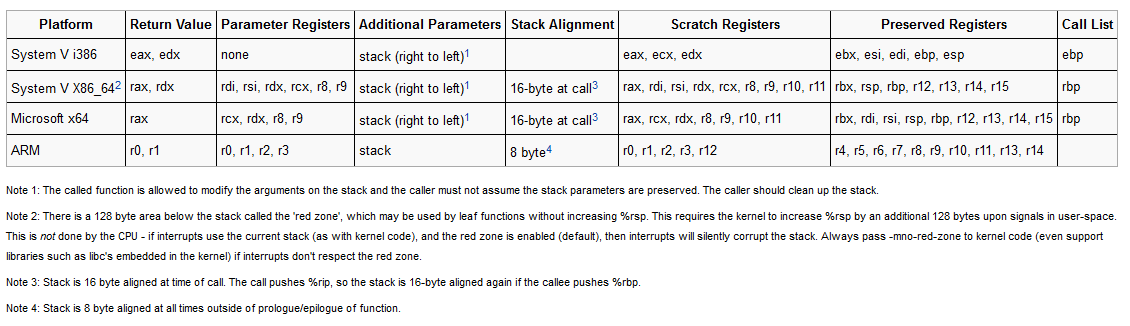 Platform Return Value Parameter Registers Additional Parameters Stack Alignment Scratch Registers Preserved Registers Call List
System V i386 eax, edx none stack (right to left)1 eax, ecx, edx ebx, esi, edi, ebp, esp ebp
System V X86_642 rax, rdx rdi, rsi, rdx, rcx, r8, r9 stack (right to left)1 16-byte at call3 rax, rdi, rsi, rdx, rcx, r8, r9, r10, r11 rbx, rsp, rbp, r12, r13, r14, r15 rbp
Microsoft x64 rax rcx, rdx, r8, r9 stack (right to left)1 16-byte at call3 rax, rcx, rdx, r8, r9, r10, r11 rbx, rdi, rsi, rsp, rbp, r12, r13, r14, r15 rbp
ARM r0, r1 r0, r1, r2, r3 stack 8 byte4 r0, r1, r2, r3, r12 r4, r5, r6, r7, r8, r9, r10, r11, r13, r14
Note 1: The called function is allowed to modify the arguments on the stack and the caller must not assume the stack parameters are preserved. The caller should clean up the stack.
Note 2: There is a 128 byte area below the stack called the 'red zone', which may be used by leaf functions without increasing %rsp. This requires the kernel to increase %rsp by an additional 128 bytes upon signals in user-space.
This is not done by the CPU - if interrupts use the current stack (as with kernel code), and the red zone is enabled (default), then interrupts will silently corrupt the stack. Always pass -mno-red-zone to kernel code (even support
libraries such as libc's embedded in the kernel) if interrupts don't respect the red zone.
Note 3: Stack is 16 byte aligned at time of call. The call pushes %rip, so the stack is 16-byte aligned again if the callee pushes %rbp.
Note 4: Stack is 8 byte aligned at all times outside of prologue/epilogue of function.